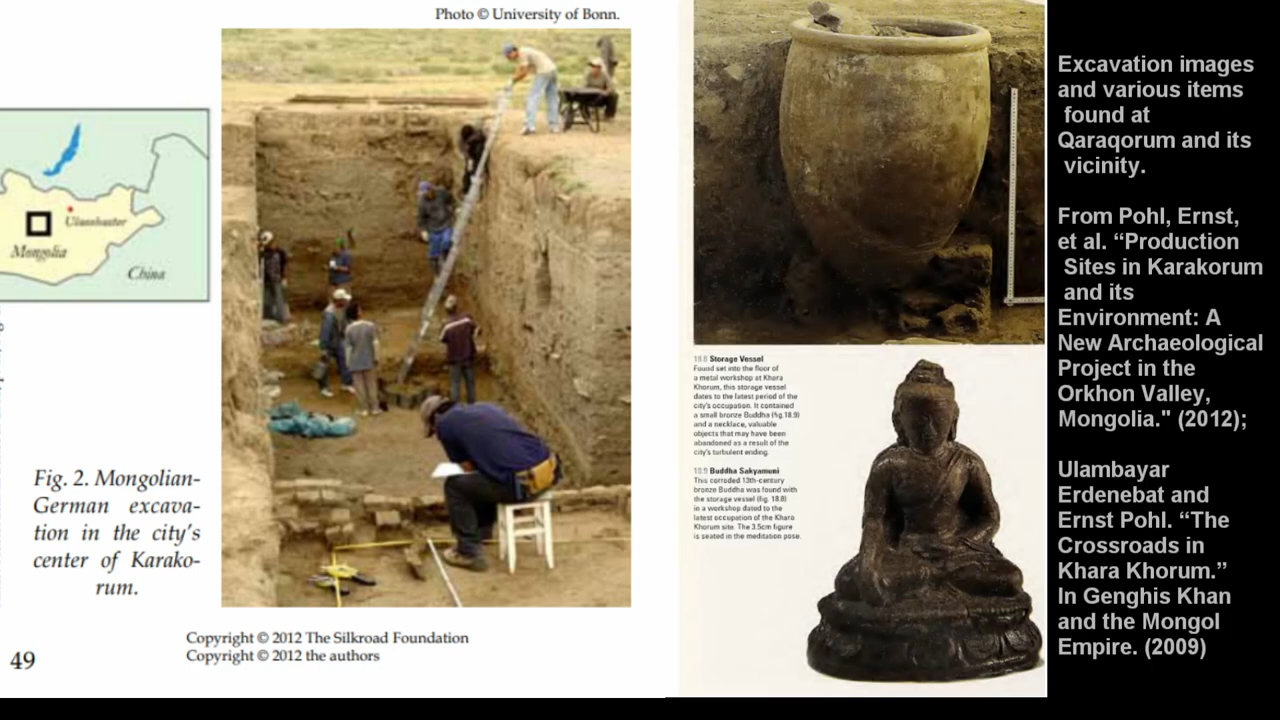 Photo © University of Bonn.
Ulaanbaatar
Mongolia
China
Fig. 2. Mongolian-
German excava-
tion in the city's
center of Karako-
rum.
Copyright © 2012 The Silkroad Foundation
Copyright © 2012 the authors
49
18.8 Storage Vessel
Found set into the floor of
a metal workshop at Khara
Khorum, this storage vessel
dates to the latest period of the
city's occupation. It contained
a small bronze Buddha (fig.18.9)
and a necklace, valuable
objects that may have been
abandoned as a result of the
city's turbulent ending.
18.9 Buddha Sakyamuni
This corroded 13th-century
bronze Buddha was found with
the storage vessel (fig. 18.8)
in a workshop dated to the
latest occupation of the Khara
Khorum site. The 3.5cm figure
is seated in the meditation pose.
Excavation images
and various items
found at
Qaraqorum and its
vicinity.
From Pohl, Ernst,
et al. “Production
Sites in Karakorum
and its
Environment: A
New Archaeological
Project in the
Orkhon Valley,
Mongolia." (2012);
Ulambayar
Erdenebat and
Ernst Pohl. “The
Crossroads in
Khara Khorum.”
In Genghis Khan
and the Mongol
Empire. (2009)